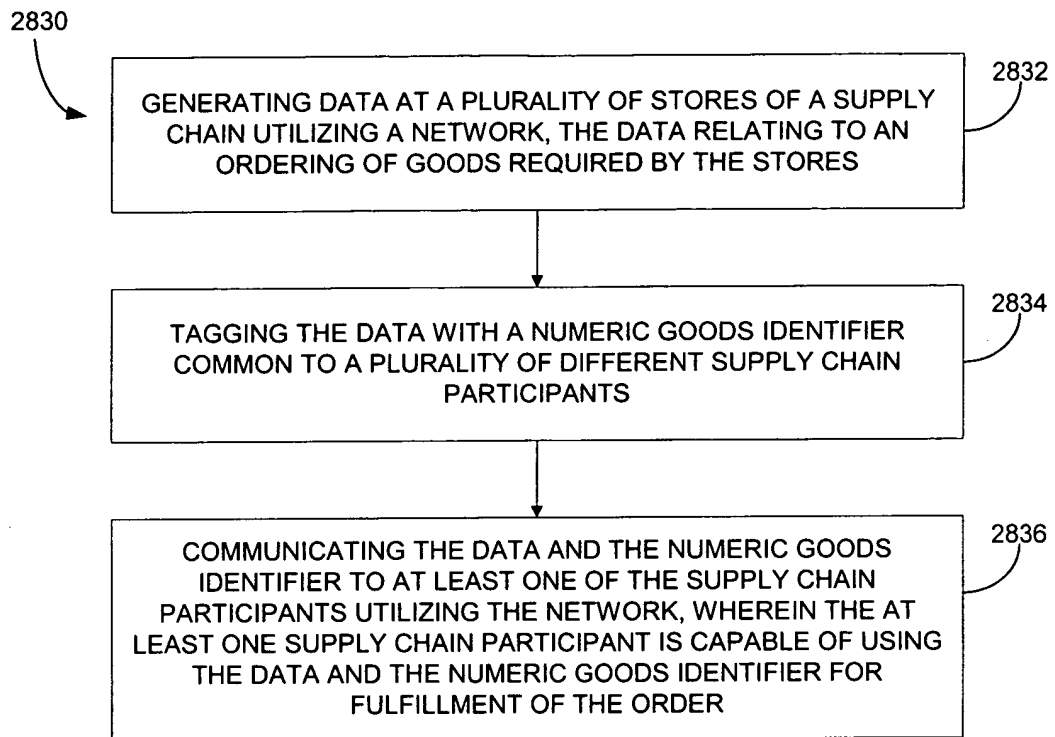 2830
2832
GENERATING DATA AT A PLURALITY OF STORES OF A SUPPLY
CHAIN UTILIZING A NETWORK, THE DATA RELATING TO AN
ORDERING OF GOODS REQUIRED BY THE STORES
2834
TAGGING THE DATA WITH A NUMERIC GOODS IDENTIFIER
COMMON TO A PLURALITY OF DIFFERENT SUPPLY CHAIN
PARTICIPANTS
2836
COMMUNICATING THE DATA AND THE NUMERIC GOODS
IDENTIFIER TO AT LEAST ONE OF THE SUPPLY CHAIN
PARTICIPANTS UTILIZING THE NETWORK, WHEREIN THE AT
LEAST ONE SUPPLY CHAIN PARTICIPANT IS CAPABLE OF USING
THE DATA AND THE NUMERIC GOODS IDENTIFIER FOR
FULFILLMENT OF THE ORDER